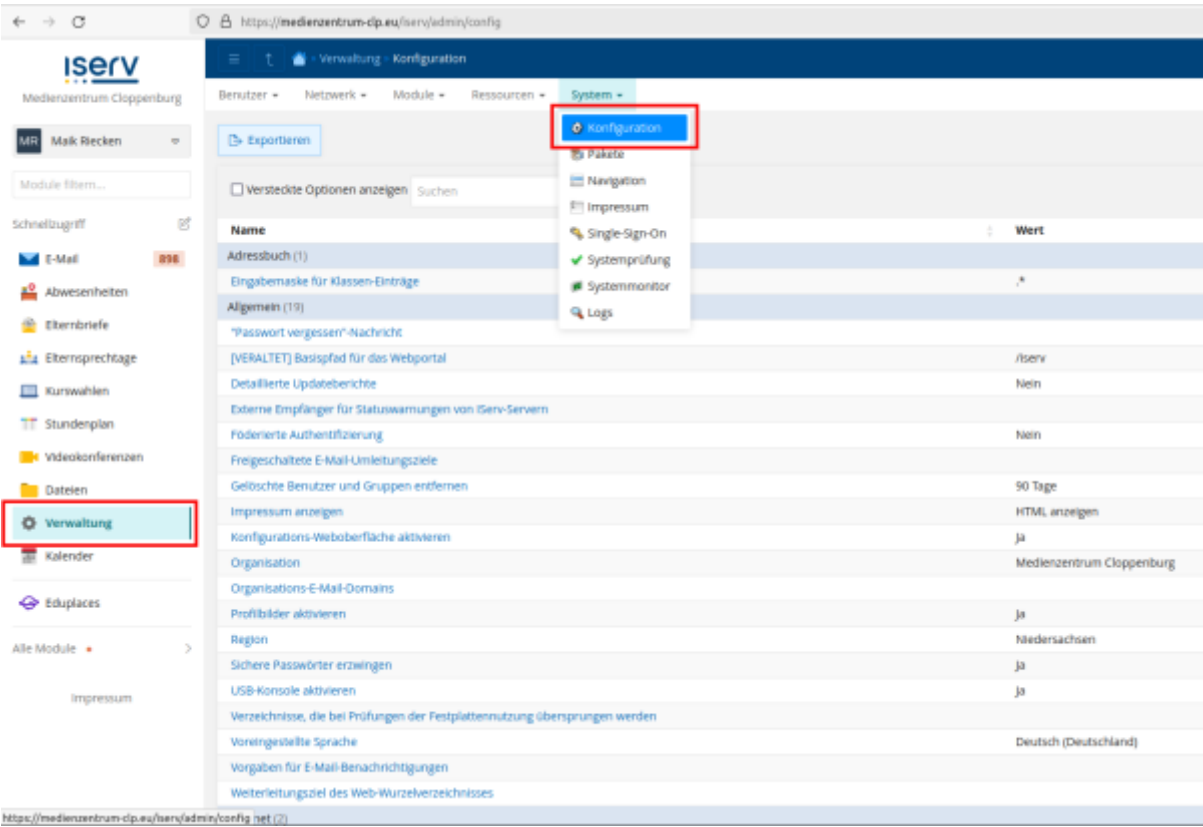 https://medienzentrum-clp.eu/iserv/admin/config
ISerV
Medienzentrum Cloppenburg
MR Maik Riecken
Module filtern...
Schnellzugriff
E-Mail 898
Abwesenheiten
Elternbriefe
Elternsprechtage
Kurswahlen
Stundenplan
Videokonferenzen
Dateien
Verwaltung
Kalender
Eduplaces
Alle Module
Impressum
Verwaltung Konfiguration
Benutzer Netzwerk Module Ressourcen System
Konfiguration
Pakete
Navigation
Impressum
Single-Sign-On
Systemprüfung
Systemmonitor
Logs
Exportieren
Versteckte Optionen anzeigen Suchen
Name Wert
Adressbuch (1)
Eingabemaske für Klassen-Einträge .*
Allgemein (19)
"Passwort vergessen"-Nachricht
[VERALTET] Basispfad für das Webportal /iserv
Detaillierte Updateberichte Nein
Externe Empfänger für Statuswarnungen von IServ-Servern
Föderierte Authentifizierung Nein
Freigeschaltete E-Mail-Umleitungsziele
Gelöschte Benutzer und Gruppen entfernen 90 Tage
Impressum anzeigen HTML anzeigen
Konfigurations-Weboberfläche aktivieren Ja
Organisation Medienzentrum Cloppenburg
Organisations-E-Mail-Domains
Profilbilder aktivieren Ja
Region Niedersachsen
Sichere Passwörter erzwingen Ja
USB-Konsole aktivieren Ja
Verzeichnisse, die bei Prüfungen der Festplattennutzung übersprungen werden
Voreingestellte Sprache Deutsch (Deutschland)
Vorgaben für E-Mail-Benachrichtigungen
Weiterleitungsziel des Web-Wurzelverzeichnisses
https://medienzentrum-clp.eu/iserv/admin/config net (2)